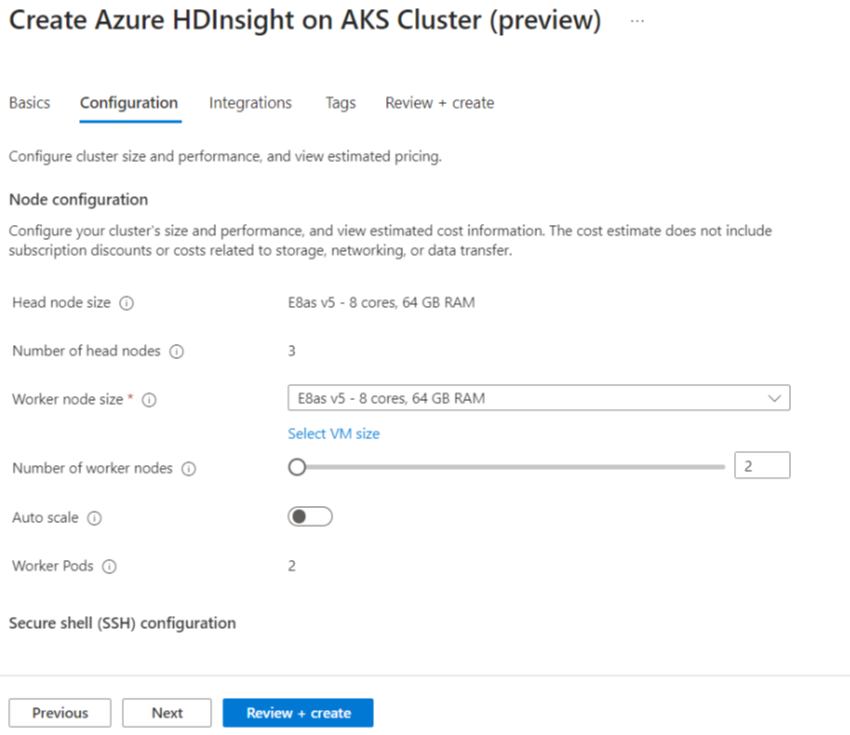 Create Azure HDInsight on AKS Cluster (preview) ...
Basics Configuration Integrations Tags Review + create
Configure cluster size and performance, and view estimated pricing.
Node configuration
Configure your cluster's size and performance, and view estimated cost information. The cost estimate does not include
subscription discounts or costs related to storage, networking, or data transfer.
Head node size E8as v5 - 8 cores, 64 GB RAM
Number of head nodes 3
Worker node size * E8as v5 - 8 cores, 64 GB RAM
Select VM size
Number of worker nodes 2
Auto scale
Worker Pods 2
Secure shell (SSH) configuration
Previous Next Review + create